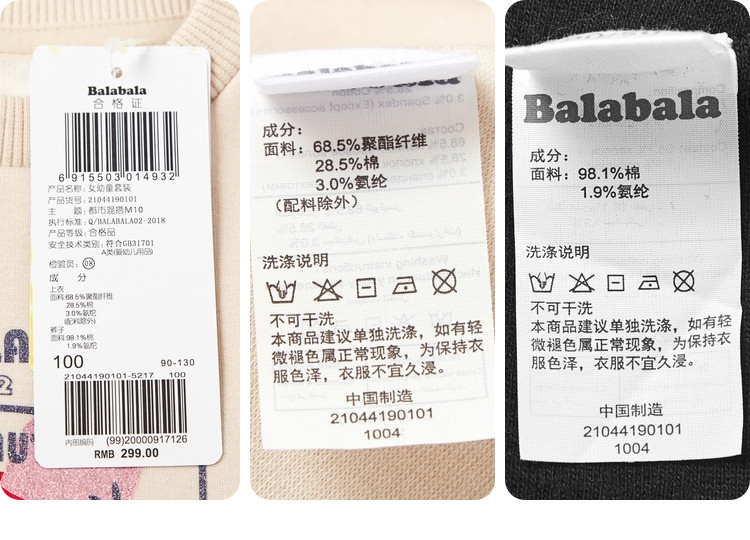 Balabala
合格证
6 915503 014932
产品名称: 女幼童套装
产品货号: 21044190101
主 题: 都市混搭M10
执行标准: Q/BALABALA02-2018
产品等级: 合格品
安全技术类别: 符合GB31701
A类(婴幼儿用品)
检验员: 08
成 分
上衣
面料:68.5%聚酯纤维
28.5%棉
3.0%氨纶
(配料除外)
裤子
面料:98.1%棉
1.9%氨纶
100 90-130
21044190101-5217 100
内部编码 (99)20000917126
RMB 299.00
成分：
面料：68.5%聚酯纤维
28.5%棉
3.0%氨纶
（配料除外）
洗涤说明
不可干洗
本商品建议单独洗涤，如有轻
微褪色属正常现象，为保持衣
服色泽，衣服不宜久浸。
中国制造
21044190101
1004
Balabala
成分：
面料：98.1%棉
1.9%氨纶
洗涤说明
不可干洗
本商品建议单独洗涤，如有轻
微褪色属正常现象，为保持衣
服色泽，衣服不宜久浸。
中国制造
21044190101
1004